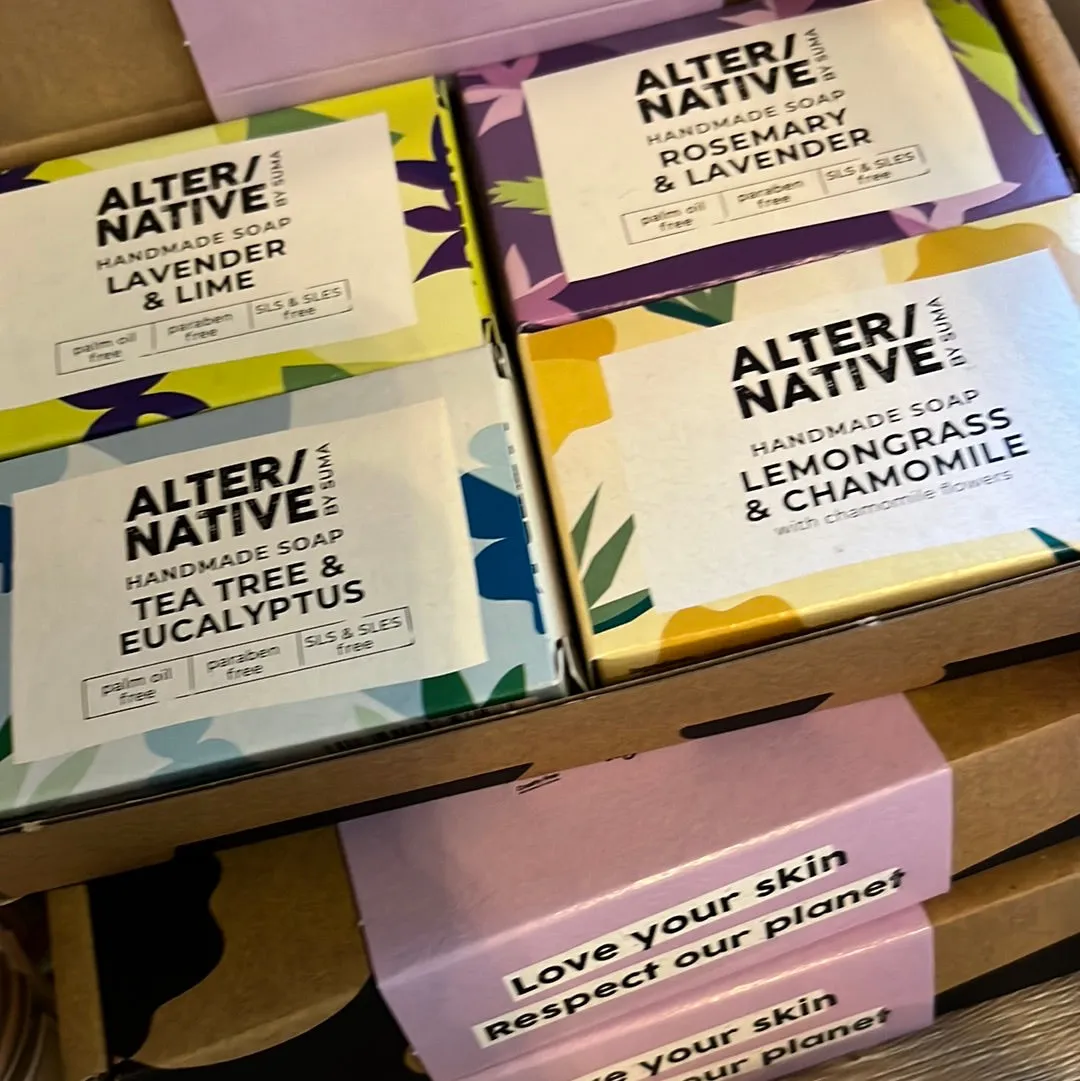 ALTER/
NATIVE
BY SUMA
HANDMADE SOAP
LAVENDER
& LIME
palm oil
free
paraben
free
SLS & SLES
free
ALTER/
NATIVE
BY SUMA
HANDMADE SOAP
ROSEMARY
& LAVENDER
palm oil
free
paraben
free
SLS & SLES
free
ALTER/
NATIVE
BY SUMA
HANDMADE SOAP
TEA TREE &
EUCALYPTUS
palm oil
free
paraben
free
SLS & SLES
free
ALTER/
NATIVE
BY SUMA
HANDMADE SOAP
LEMONGRASS
& CHAMOMILE
with chamomile flowers
Love your skin
Respect our planet
your skin
our planet